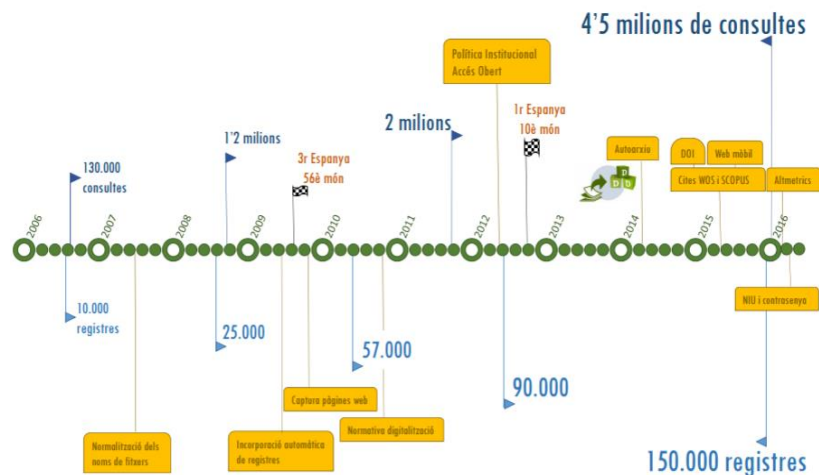 4'5 milions de consultes
Política Institucional
Accés Obert
1r Espanya
10è món
2 milions
1'2 milions
3r Espanya
56è món
130.000
consultes
Autoarxiu
DOI
Web mòbil
Cites WOS i SCOPUS
Altmetrics
D
D
D
2006
2007
2008
2009
2010
2011
2012
2013
2014
2015
2016
10.000
registres
25.000
57.000
90.000
NIU i contrasenya
Captura pàgines web
Normativa digitalització
Normalització dels
noms de fitxers
Incorporació automàtica
de registres
150.000 registres